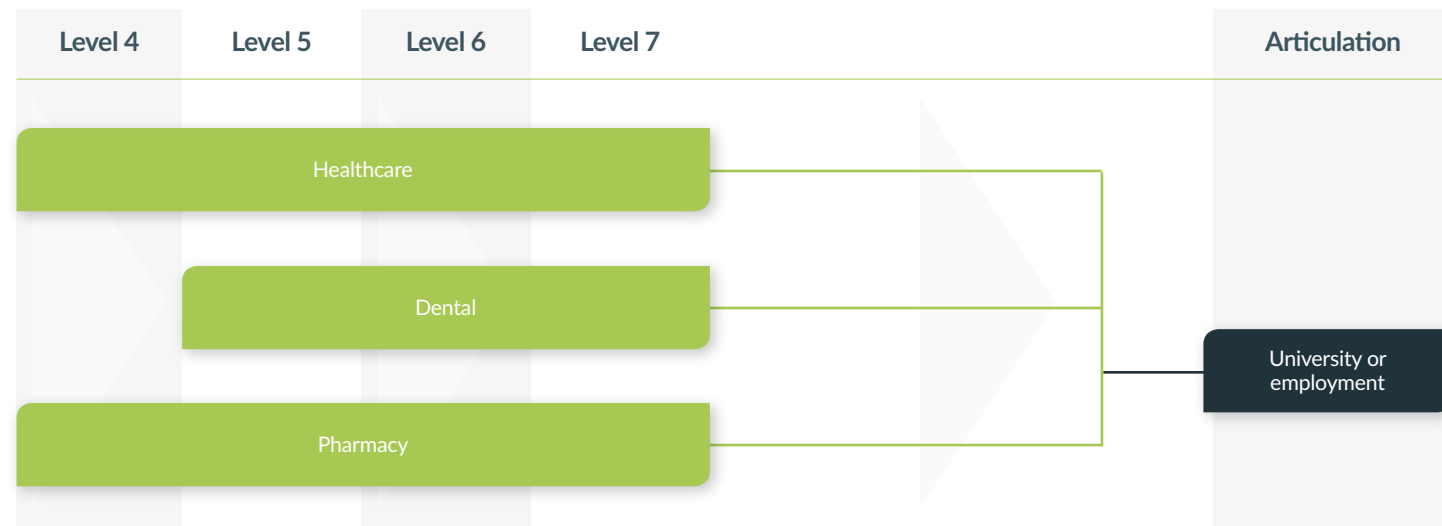 Level 4 Level 5 Level 6 Level 7 Articulation
Healthcare
Dental
University or
employment
Pharmacy